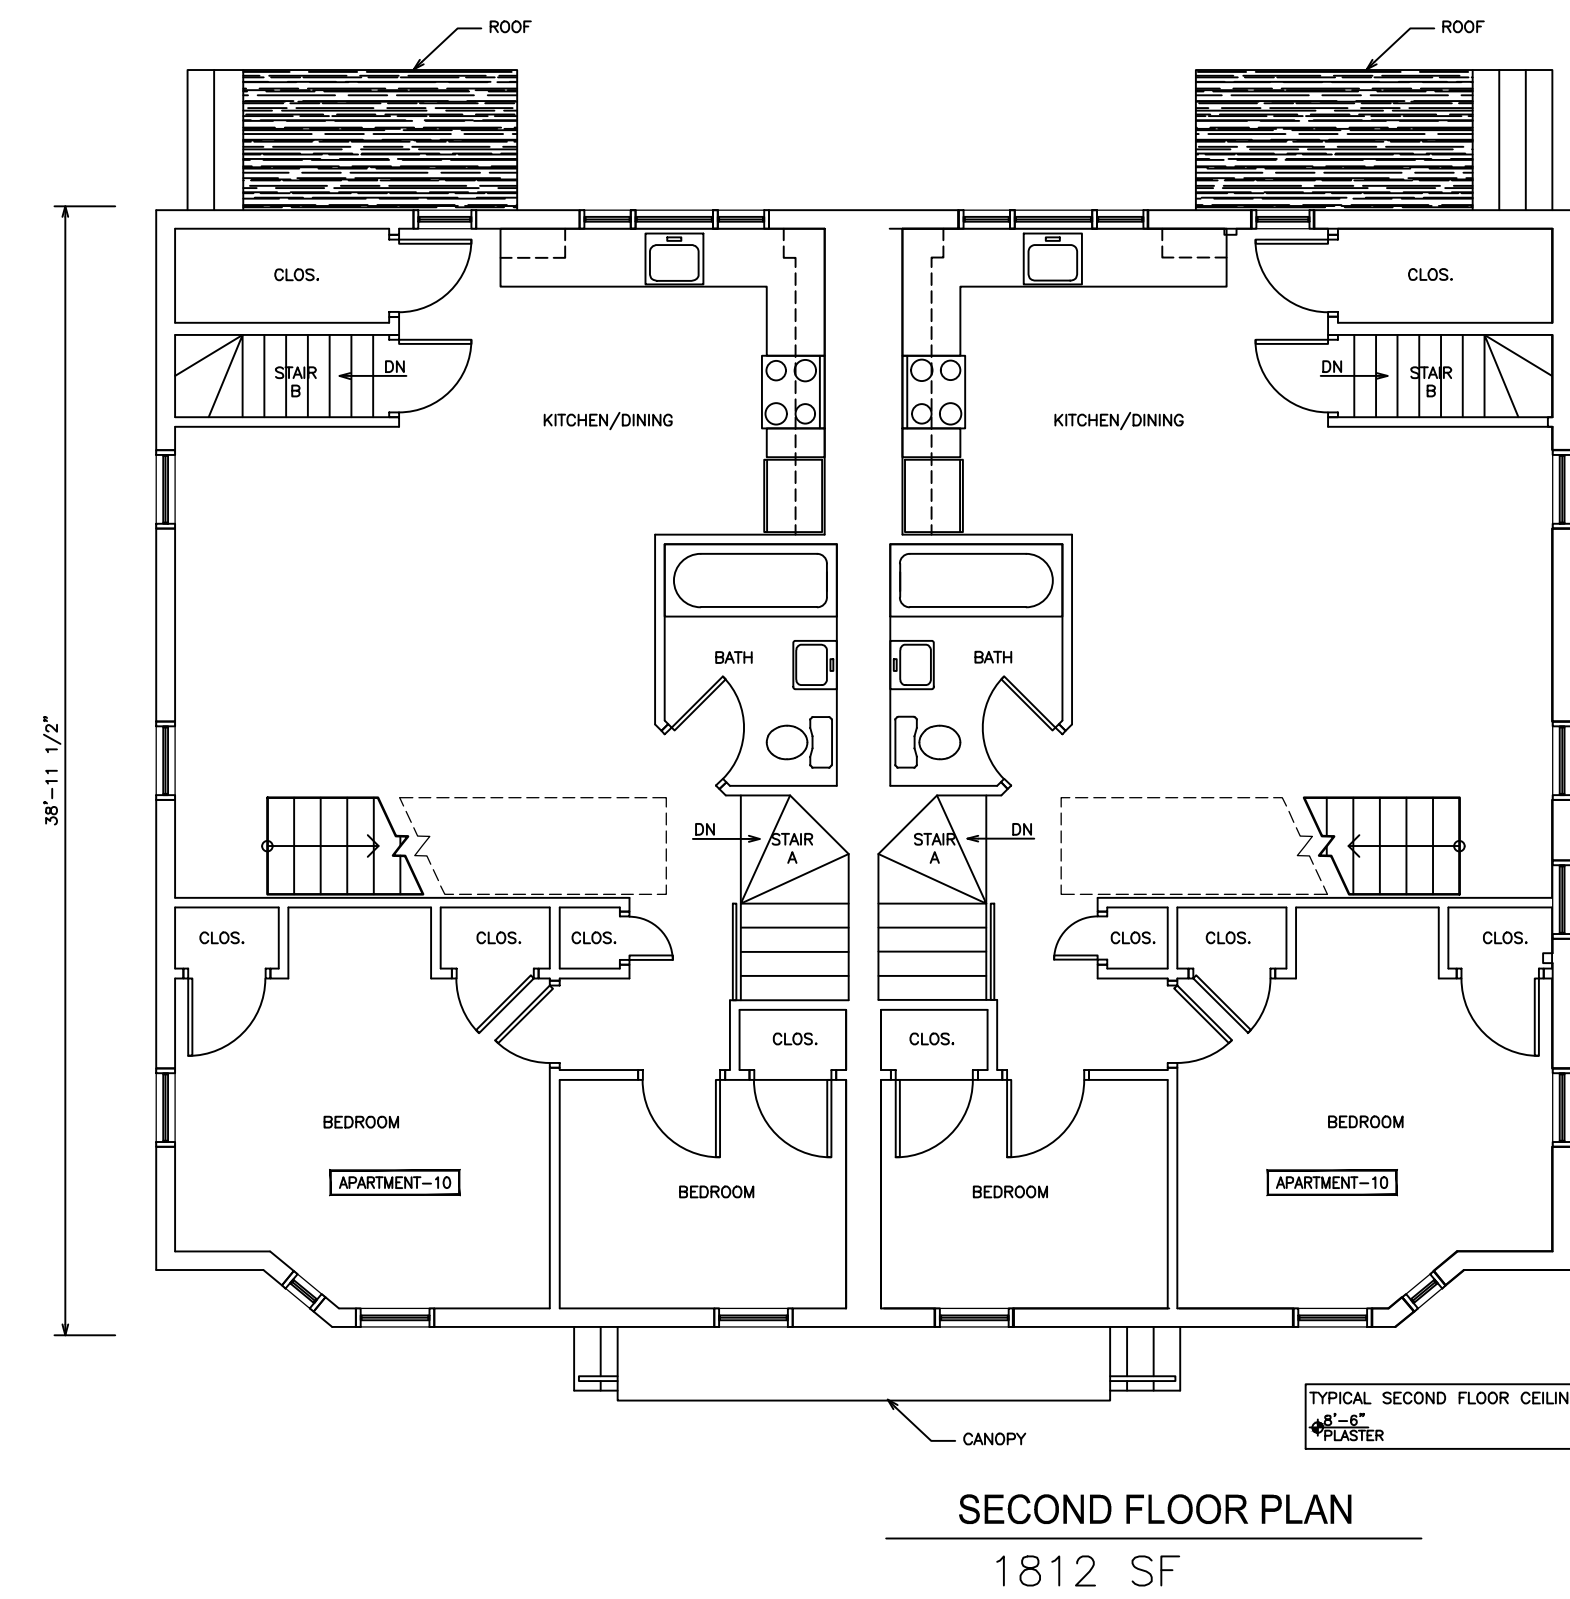 ROOF
ROOF
CLOS.
CLOS.
DN
STAIR
B
DN
STAIR
B
KITCHEN/DINING
KITCHEN/DINING
BATH
BATH
38'-11 1/2"
DN
STAIR
A
STAIR
A
DN
CLOS.
CLOS.
CLOS.
CLOS.
CLOS.
CLOS.
CLOS.
CLOS.
BEDROOM
BEDROOM
APARTMENT-10
APARTMENT-10
BEDROOM
BEDROOM
TYPICAL SECOND FLOOR CEILIN
8'-6"
PLASTER
CANOPY
SECOND FLOOR PLAN
1812 SF